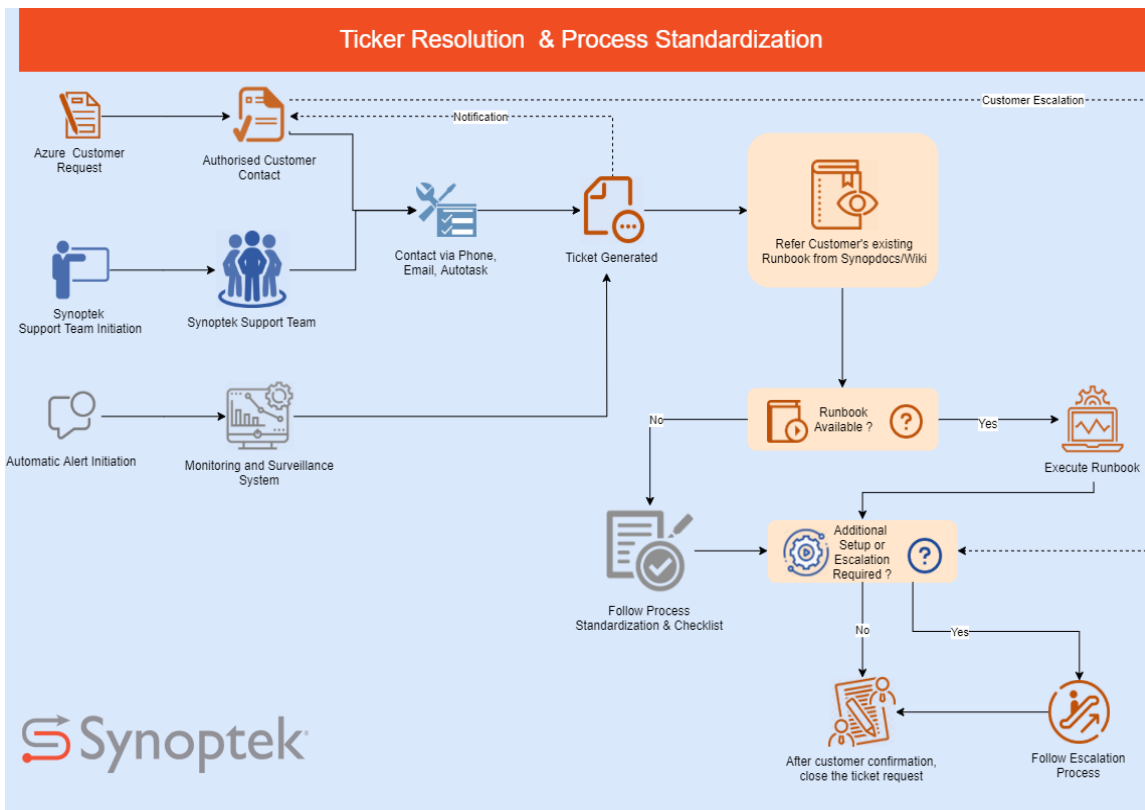 Ticker Resolution & Process Standardization
Customer Escalation
Notification
Azure Customer
Request
Authorised Customer
Contact
Contact via Phone,
Email, Autotask
Ticket Generated
Refer Customer's existing
Runbook from Synopdocs/Wiki
Synoptek
Support Team Initiation
Synoptek Support Team
Automatic Alert Initiation
Monitoring and Surveillance
System
No
Runbook
Available ?
Yes
Execute Runbook
Additional
Setup or
Escalation
Required ?
Follow Process
Standardization & Checklist
No
Yes
After customer confirmation,
close the ticket request
Follow Escalation
Process
Synoptek